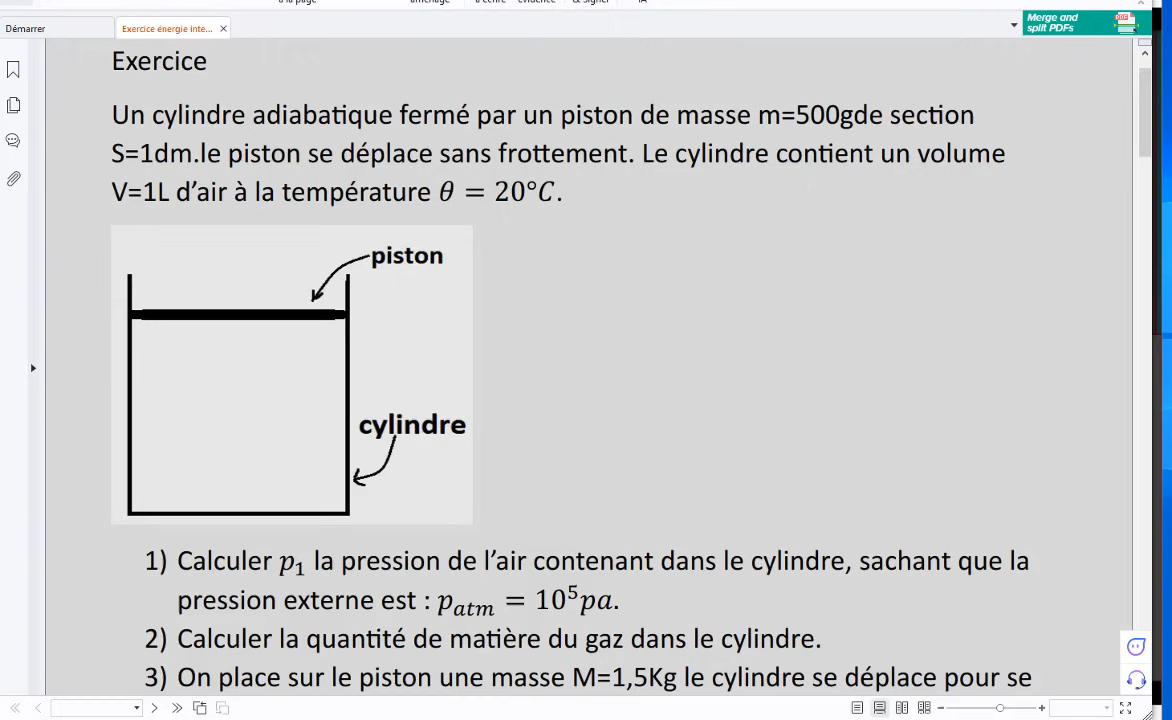 à la page
Merge and
split PDFs
Démarrer
Exercice énergie inte...
Exercice
Un cylindre adiabatique fermé par un piston de masse m=500gde section
S=1dm.le piston se déplace sans frottement. Le cylindre contient un volume
V=1L d'air à la température θ = 20°C.
piston
cylindre
1) Calculer p₁ la pression de l'air contenant dans le cylindre, sachant que la
pression externe est : pₐₜₘ = 10⁵pa.
2) Calculer la quantité de matière du gaz dans le cylindre.
3) On place sur le piston une masse M=1,5Kg le cylindre se déplace pour se